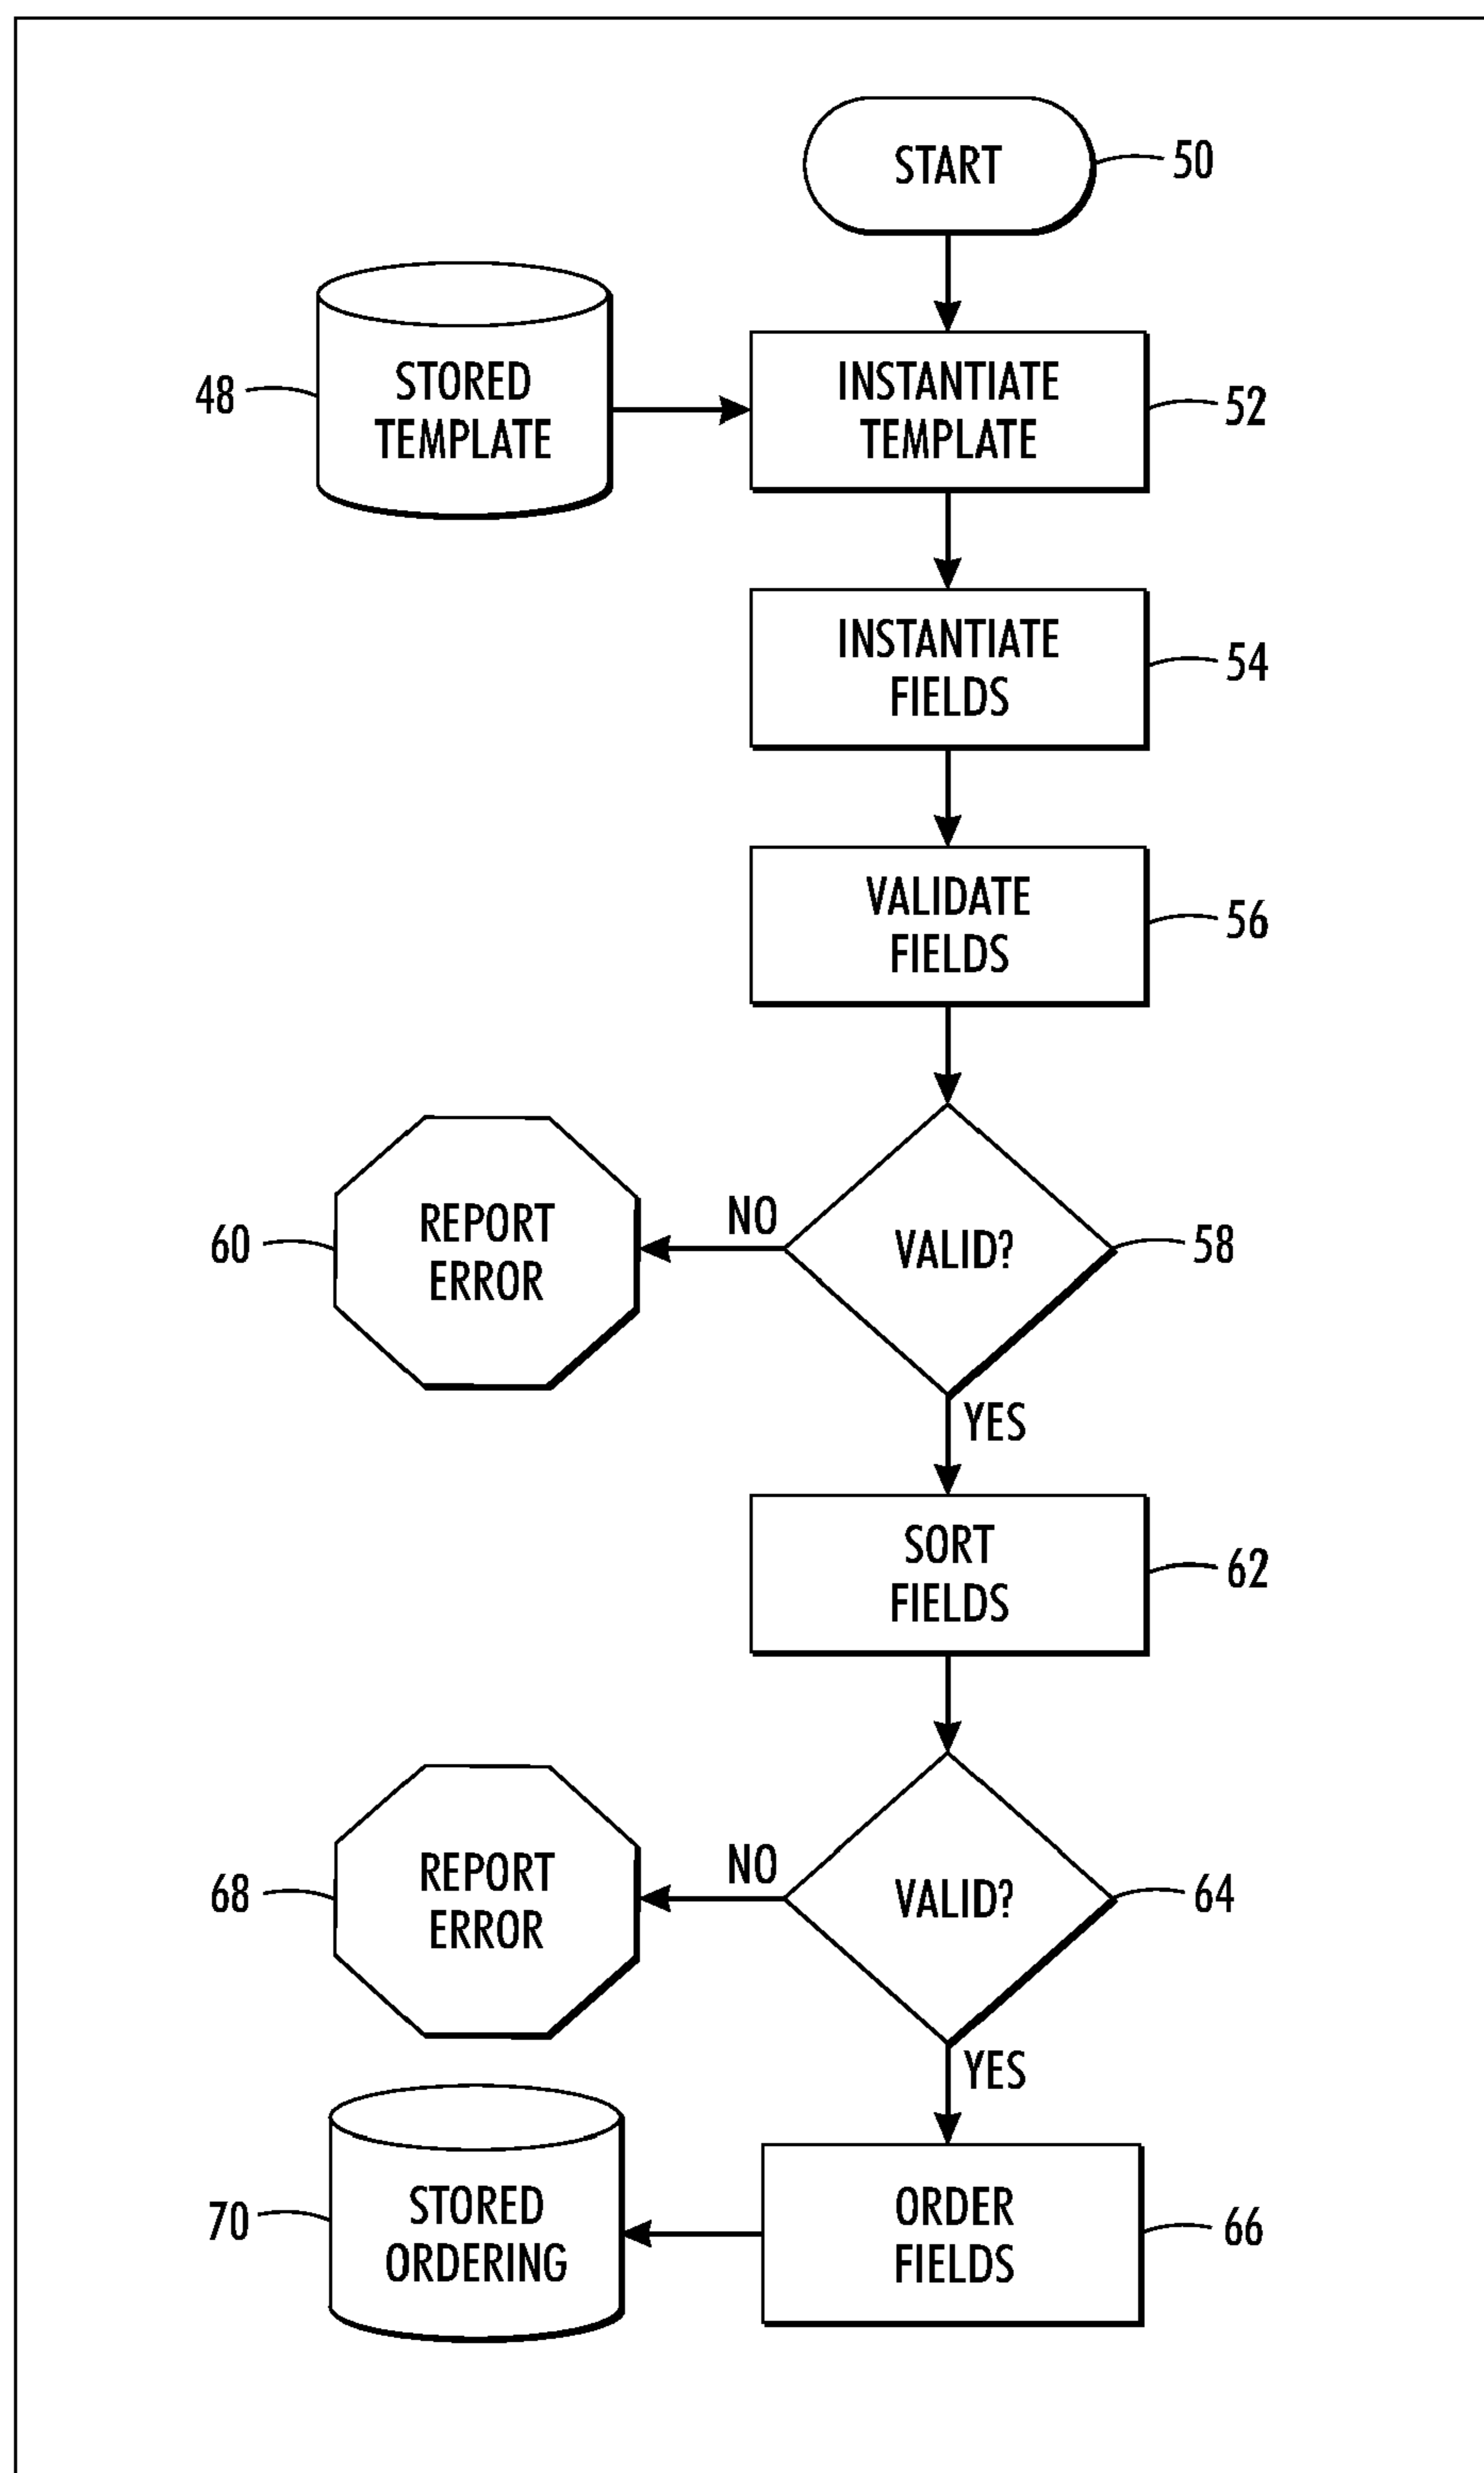 START
50
48
STORED
TEMPLATE
INSTANTIATE
TEMPLATE
52
INSTANTIATE
FIELDS
54
VALIDATE
FIELDS
56
60
REPORT
ERROR
NO
VALID?
58
YES
SORT
FIELDS
62
68
REPORT
ERROR
NO
VALID?
64
YES
70
STORED
ORDERING
ORDER
FIELDS
66